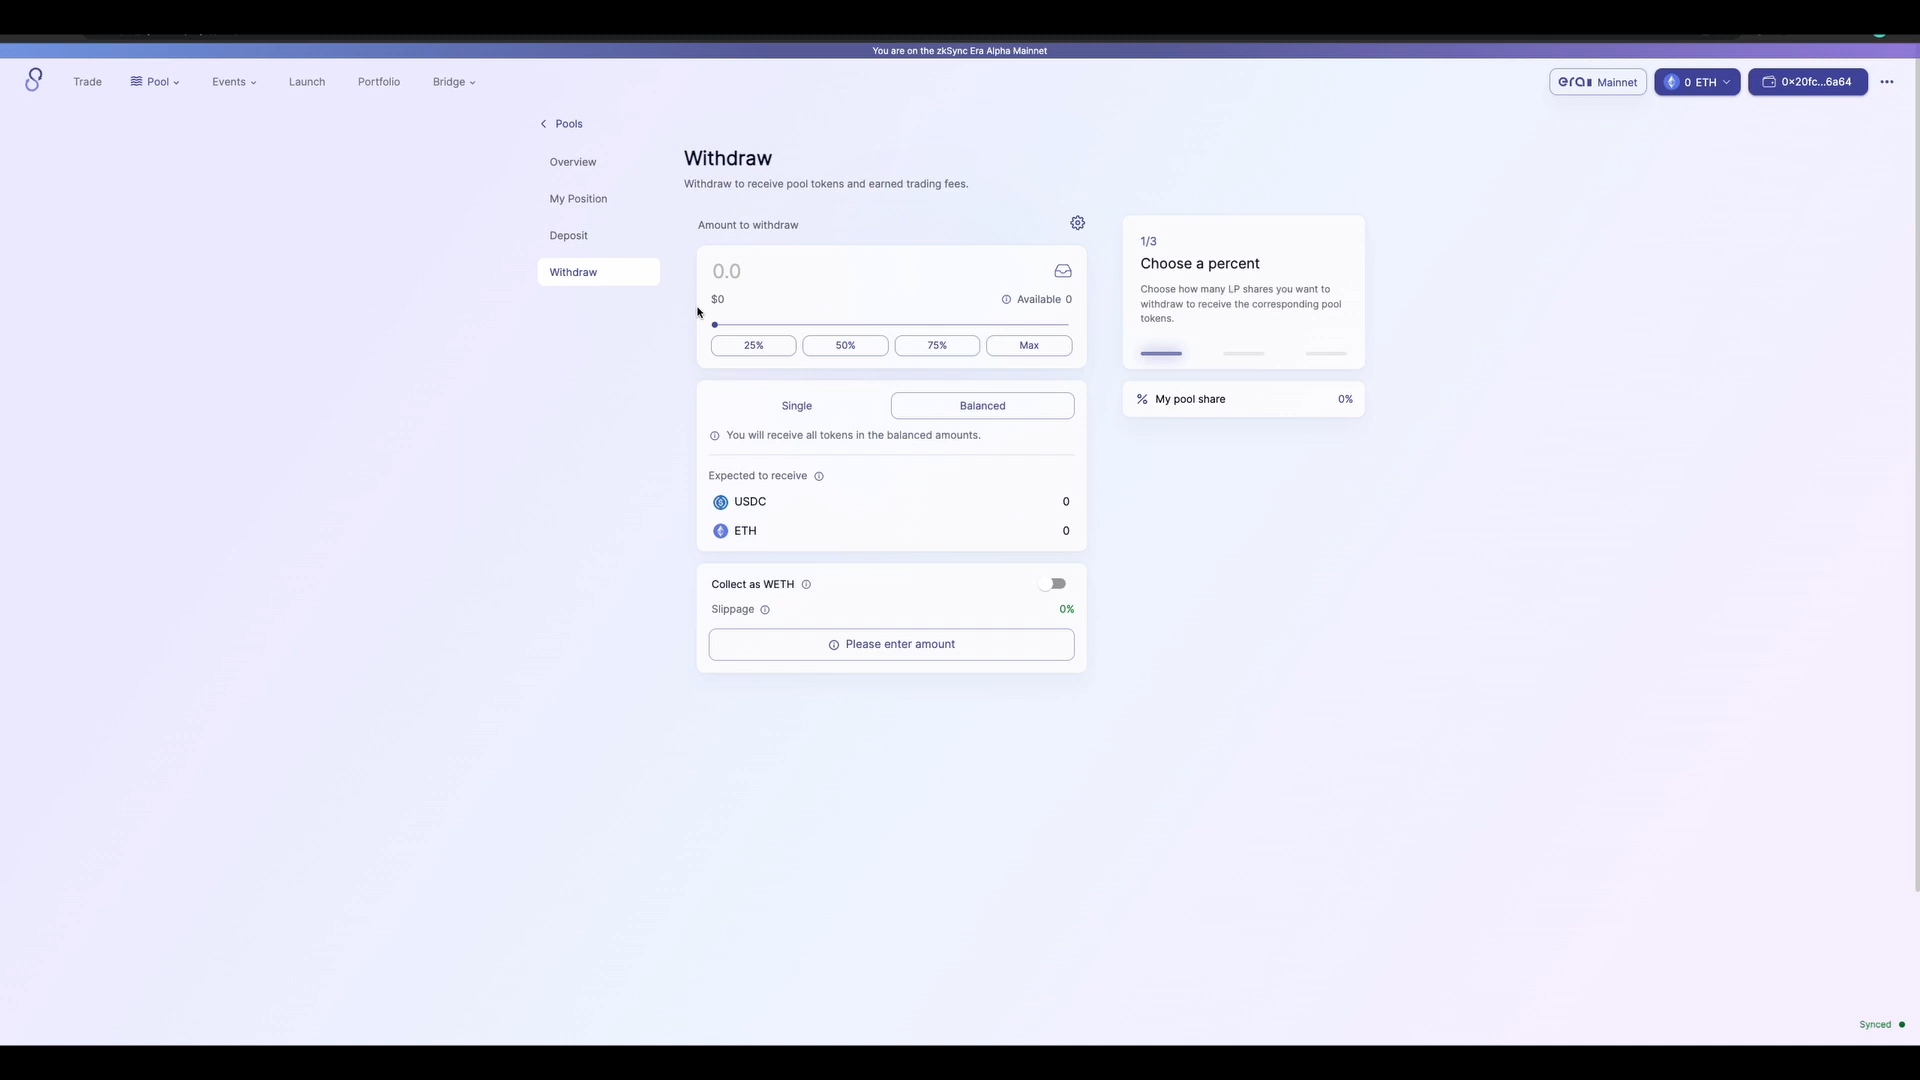 You are on the zkSync Era Alpha Mainnet
Trade
Pool
Events
Launch
Portfolio
Bridge
era Mainnet
0 ETH
0×20fc...6a64
Pools
Overview
My Position
Deposit
Withdraw
Withdraw
Withdraw to receive pool tokens and earned trading fees.
Amount to withdraw
0.0
$0
Available 0
25%
50%
75%
Max
Single
Balanced
You will receive all tokens in the balanced amounts.
Expected to receive
USDC
0
ETH
0
Collect as WETH
Slippage
0%
Please enter amount
1/3
Choose a percent
Choose how many LP shares you want to
withdraw to receive the corresponding pool
tokens.
My pool share
0%
Synced